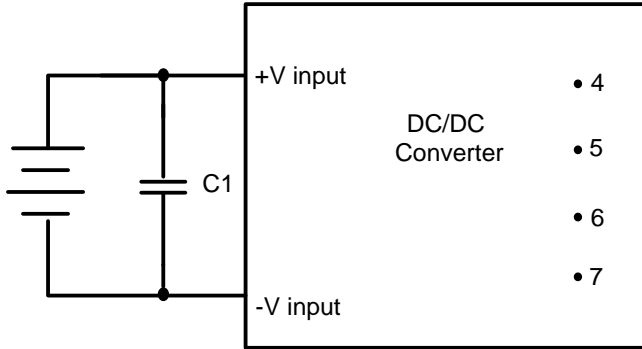 +V input
DC/DC
Converter
4
5
6
7
C1
-V input